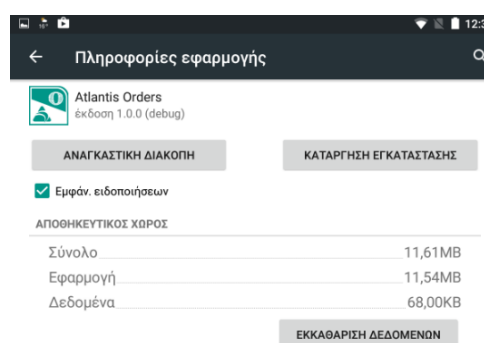 12:3
Πληροφορίες εφαρμογής
Atlantis Orders
έκδοση 1.0.0 (debug)
ΑΝΑΓΚΑΣΤΙΚΗ ΔΙΑΚΟΠΗ
ΚΑΤΑΡΓΗΣΗ ΕΓΚΑΤΑΣΤΑΣΗΣ
Εμφάν. ειδοποιήσεων
ΑΠΟΘΗΚΕΥΤΙΚΟΣ ΧΩΡΟΣ
Σύνολο 11,61MB
Εφαρμογή 11,54MB
Δεδομένα 68,00KB
ΕΚΚΑΘΑΡΙΣΗ ΔΕΔΟΜΕΝΩΝ